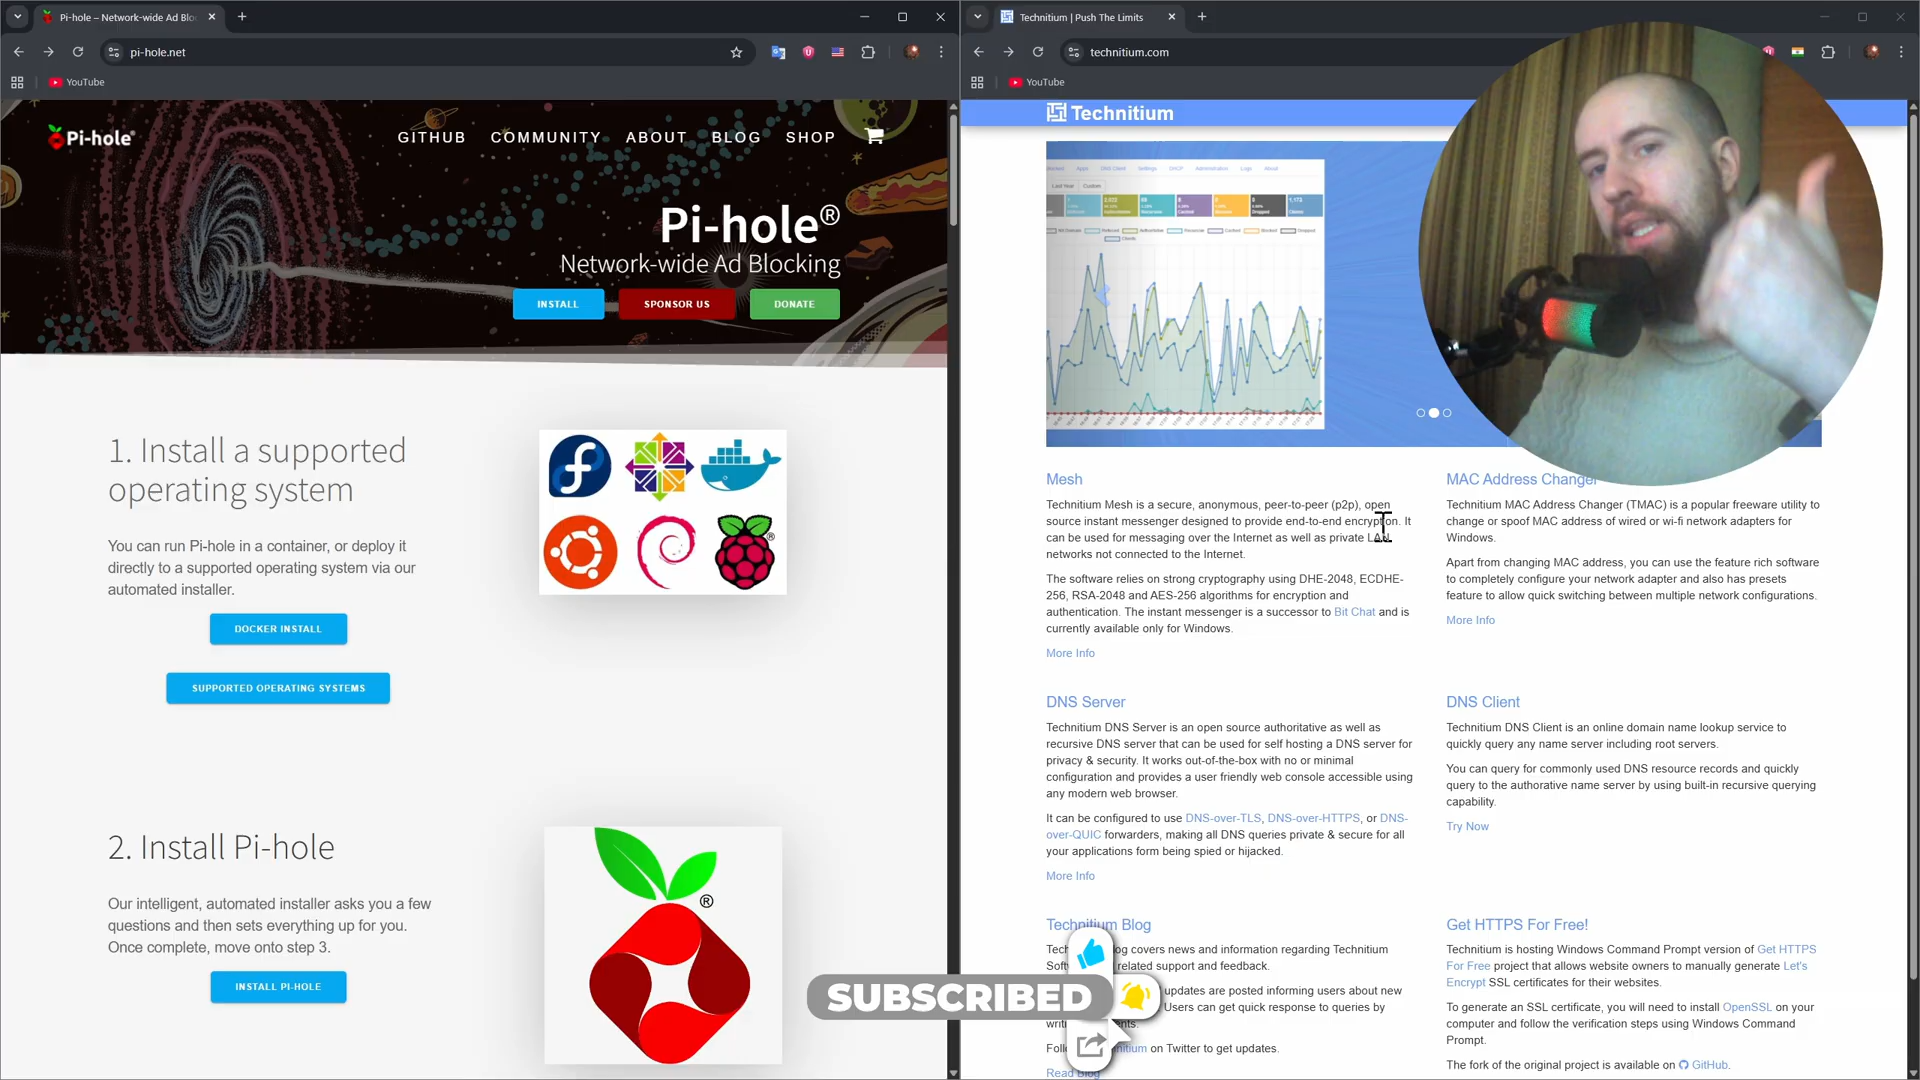 Pi-hole – Network-wide Ad Blo
pi-hole.net
YouTube
Pi-hole®
GITHUB
COMMUNITY
ABOUT
BLOG
SHOP
Pi-hole®
Network-wide Ad Blocking
INSTALL
SPONSOR US
DONATE
1. Install a supported
operating system
You can run Pi-hole in a container, or deploy it
directly to a supported operating system via our
automated installer.
DOCKER INSTALL
SUPPORTED OPERATING SYSTEMS
2. Install Pi-hole
Our intelligent, automated installer asks you a few
questions and then sets everything up for you.
Once complete, move onto step 3.
INSTALL PI-HOLE
Technitium | Push The Limits
technitium.com
YouTube
Technitium
Apps
DNS Client
Settings
DHCP
Administration
Logs
About
Last Year
Custom
Mesh
Technitium Mesh is a secure, anonymous, peer-to-peer (p2p), open
source instant messenger designed to provide end-to-end encryption. It
can be used for messaging over the Internet as well as private LAN
networks not connected to the Internet.
The software relies on strong cryptography using DHE-2048, ECDHE-
256, RSA-2048 and AES-256 algorithms for encryption and
authentication. The instant messenger is a successor to Bit Chat and is
currently available only for Windows.
More Info
MAC Address Changer
Technitium MAC Address Changer (TMAC) is a popular freeware utility to
change or spoof MAC address of wired or wi-fi network adapters for
Windows.
Apart from changing MAC address, you can use the feature rich software
to completely configure your network adapter and also has presets
feature to allow quick switching between multiple network configurations.
More Info
DNS Server
Technitium DNS Server is an open source authoritative as well as
recursive DNS server that can be used for self hosting a DNS server for
privacy & security. It works out-of-the-box with no or minimal
configuration and provides a user friendly web console accessible using
any modern web browser.
It can be configured to use DNS-over-TLS, DNS-over-HTTPS, or DNS-
over-QUIC forwarders, making all DNS queries private & secure for all
your applications form being spied or hijacked.
More Info
DNS Client
Technitium DNS Client is an online domain name lookup service to
quickly query any name server including root servers.
You can query for commonly used DNS resource records and quickly
query to the authorative name server by using built-in recursive querying
capability.
Try Now
Technitium Blog
og covers news and information regarding Technitium
related support and feedback.
updates are posted informing users about new
Users can get quick response to queries by
on Twitter to get updates.
Read Blog
Get HTTPS For Free!
Technitium is hosting Windows Command Prompt version of Get HTTPS
For Free project that allows website owners to manually generate Let's
Encrypt SSL certificates for their websites.
To generate an SSL certificate, you will need to install OpenSSL on your
computer and follow the verification steps using Windows Command
Prompt.
The fork of the original project is available on GitHub.
SUBSCRIBED